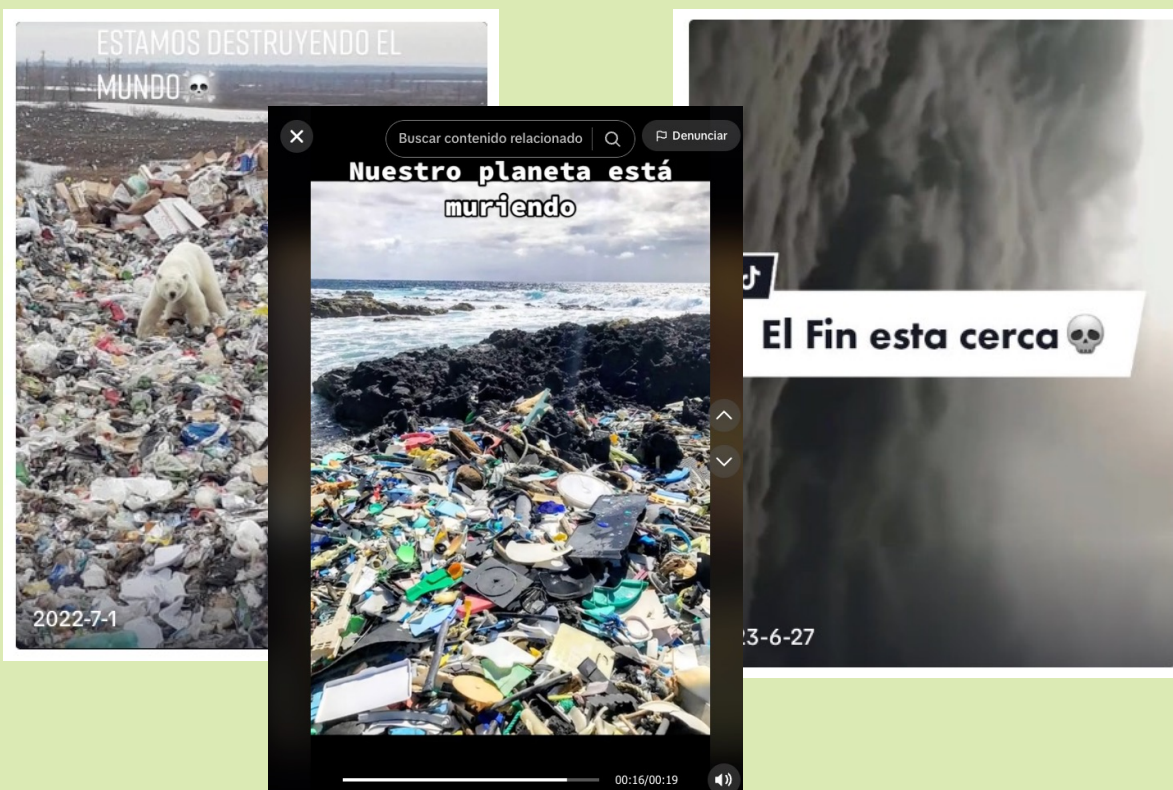 ESTAMOS DESTRUYENDO EL
MUNDO
2022-7-1
Buscar contenido relacionado
Denunciar
Nuestro planeta está
muriendo
00:16/00:19
El Fin esta cerca
23-6-27